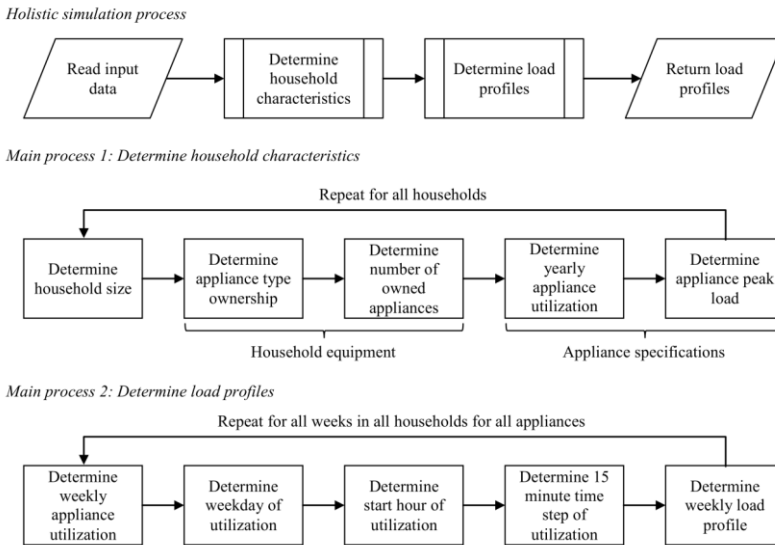 Holistic simulation process
Read input
data
Determine
household
characteristics
Determine load
profiles
Return load
profiles
Main process 1: Determine household characteristics
Repeat for all households
Determine
household size
Determine
appliance type
ownership
Determine
number of
owned
appliances
Determine
yearly
appliance
utilization
Determine
appliance peak
load
Household equipment
Appliance specifications
Main process 2: Determine load profiles
Repeat for all weeks in all households for all appliances
Determine
weekly
appliance
utilization
Determine
weekday of
utilization
Determine
start hour of
utilization
Determine 15
minute time
step of
utilization
Determine
weekly load
profile